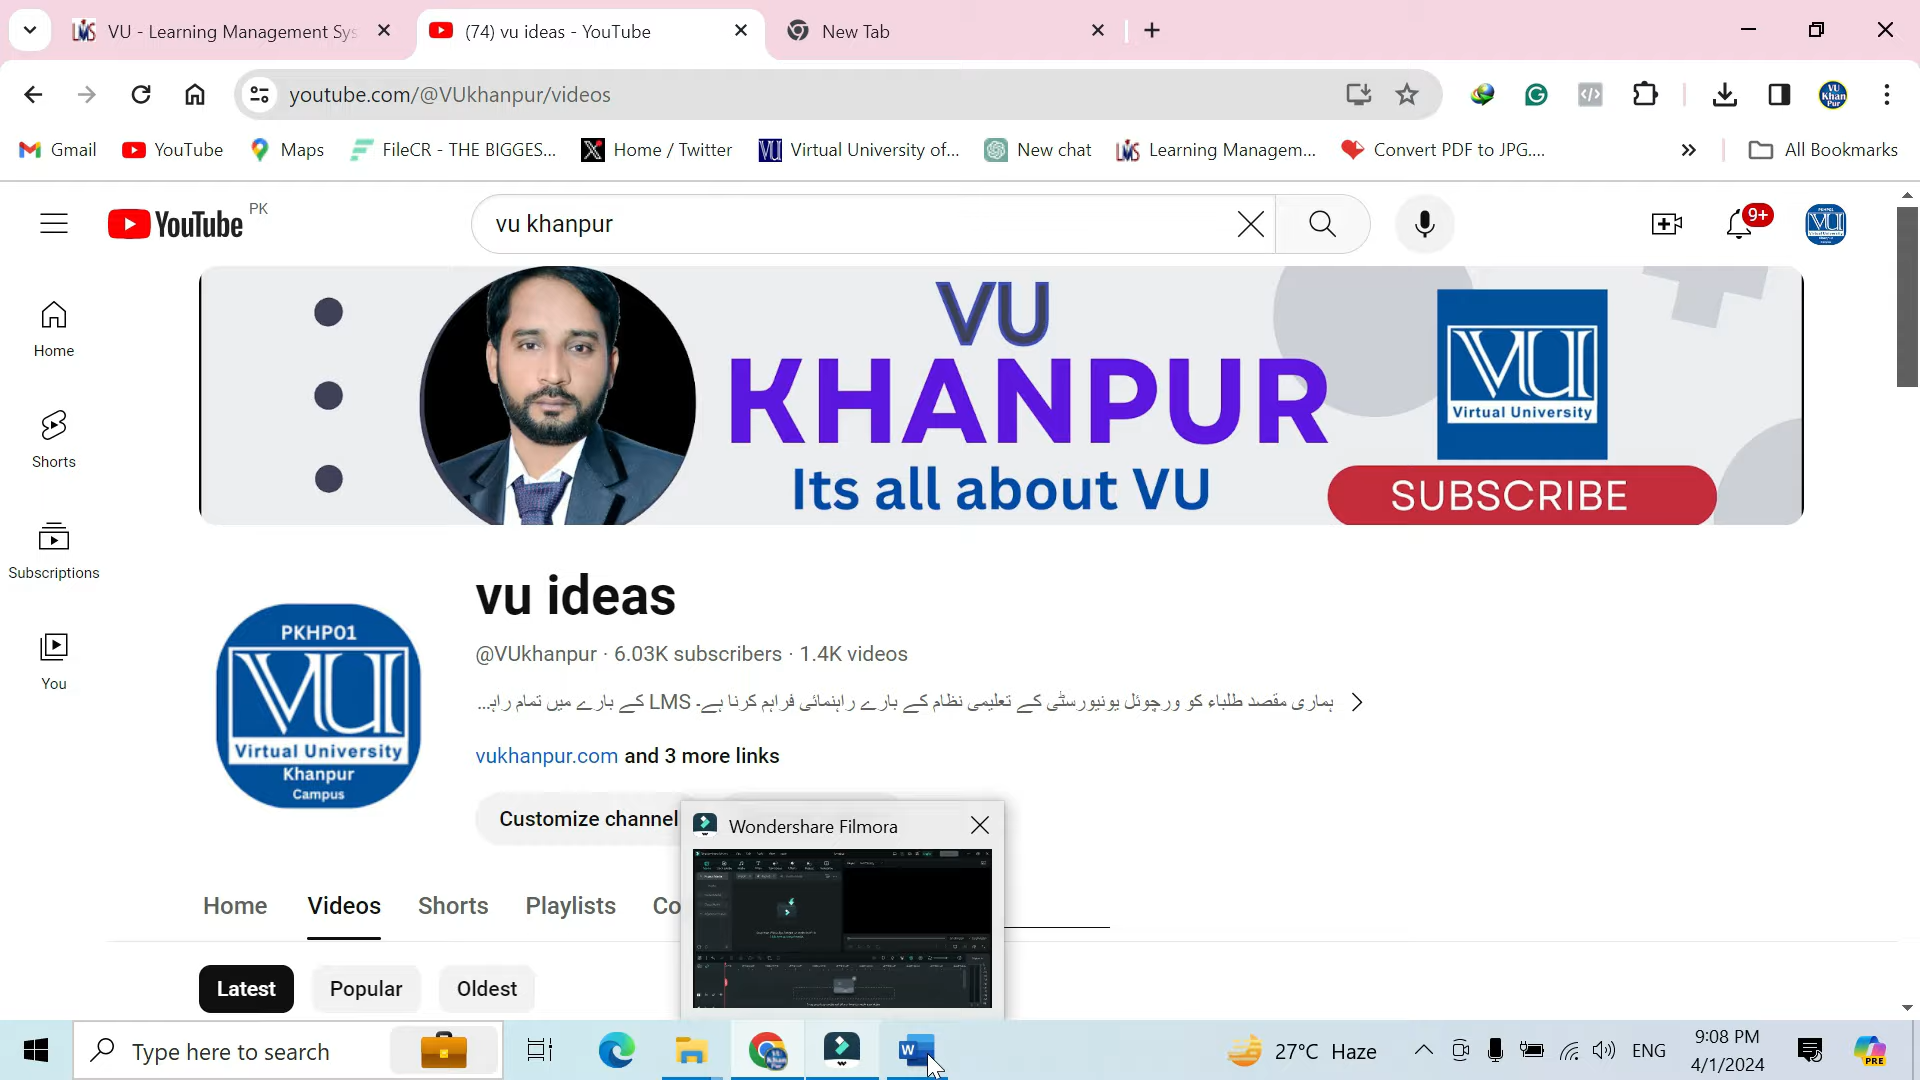 VU - Learning Management Sys
(74) vu ideas - YouTube
New Tab
youtube.com/@VUkhanpur/videos
VU Khan Pur
Gmail
YouTube
Maps
FileCR - THE BIGGES...
Home / Twitter
Virtual University of...
New chat
Learning Managem...
Convert PDF to JPG....
All Bookmarks
YouTube PK
vu khanpur
9+
Home
Shorts
Subscriptions
You
VU
KHANPUR
Its all about VU
VU
Virtual University
SUBSCRIBE
PKHP01
VU
Virtual University
Khanpur
Campus
vu ideas
@VUkhanpur · 6.03K subscribers · 1.4K videos
ہماری مقصد طلباء کو ورچوئل یونیورسٹی کے تعلیمی نظام کے بارے راہنمائی فراہم کرنا ہے۔ LMS کے بارے میں تمام راہ...
vukhanpur.com and 3 more links
Customize channel
Wondershare Filmora
Home
Videos
Shorts
Playlists
Co
Latest
Popular
Oldest
Type here to search
27°C Haze
ENG
9:08 PM
4/1/2024
PRE